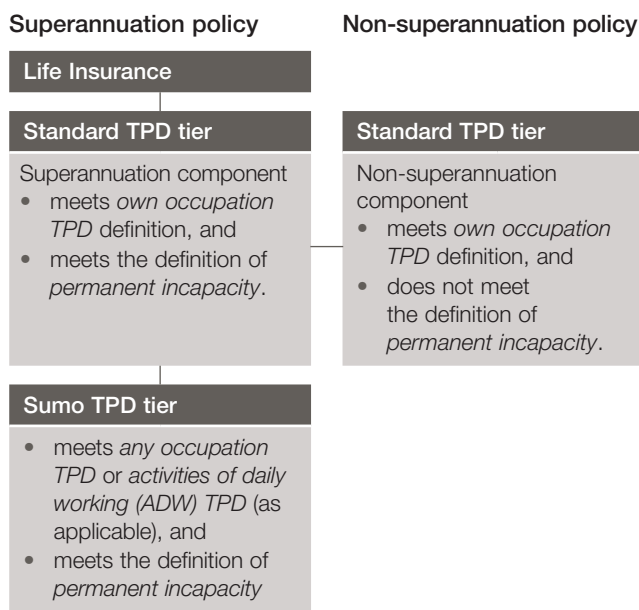 Superannuation policy
Life Insurance
Standard TPD tier
Superannuation component
• meets own occupation
TPD definition, and
• meets the definition of
permanent incapacity.
Sumo TPD tier
• meets any occupation
TPD or activities of daily
working (ADW) TPD (as
applicable), and
• meets the definition of
permanent incapacity
Non-superannuation policy
Standard TPD tier
Non-superannuation
component
• meets own occupation
TPD definition, and
• does not meet
the definition of
permanent incapacity.